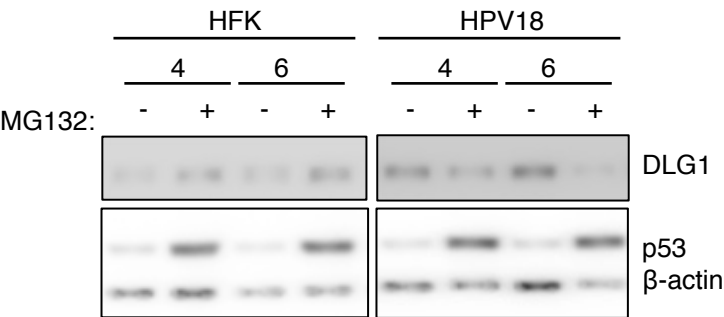 HFK HPV18
4 6 4 6
MG132: - + - + - + - +
DLG1
p53
β-actin